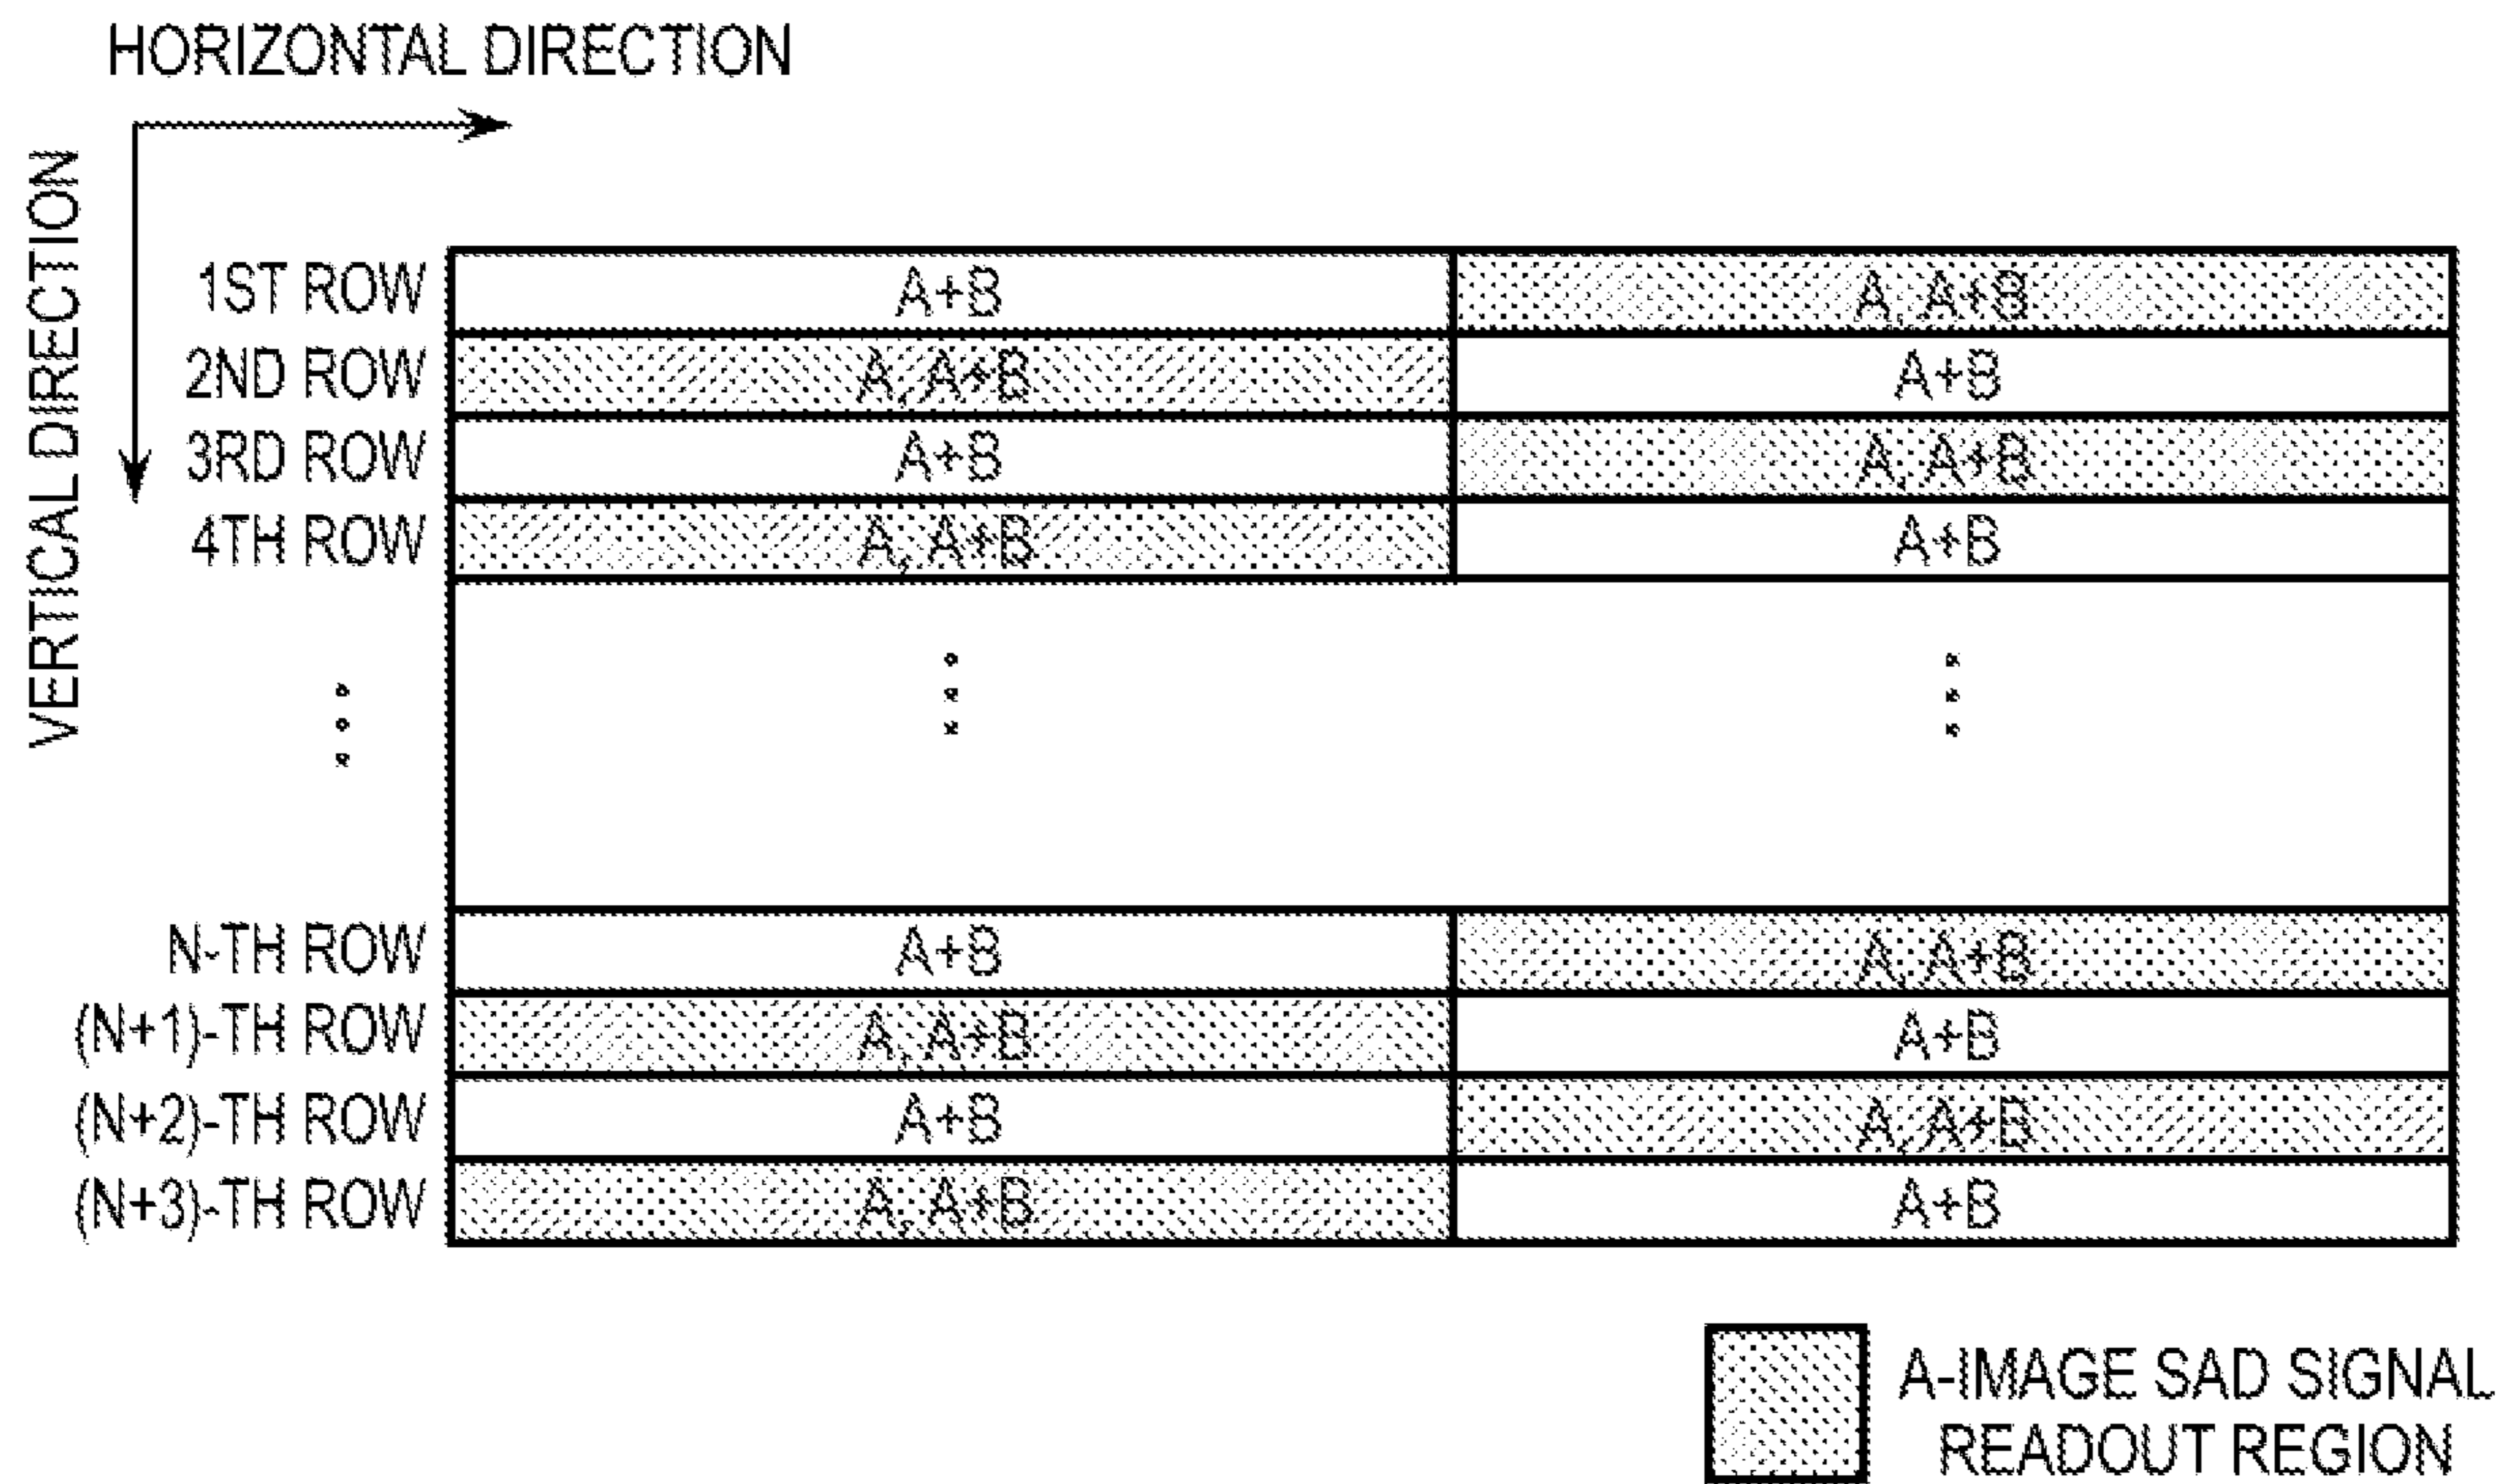 HORIZONTAL DIRECTION
VERTICAL DIRECTION
1ST ROW A+B A, A+B
2ND ROW A, A+B A+B
3RD ROW A+B A, A+B
4TH ROW A, A+B A+B
N-TH ROW A+B A, A+B
(N+1)-TH ROW A, A+B A+B
(N+2)-TH ROW A+B A, A+B
(N+3)-TH ROW A, A+B A+B
A-IMAGE SAD SIGNAL
READOUT REGION